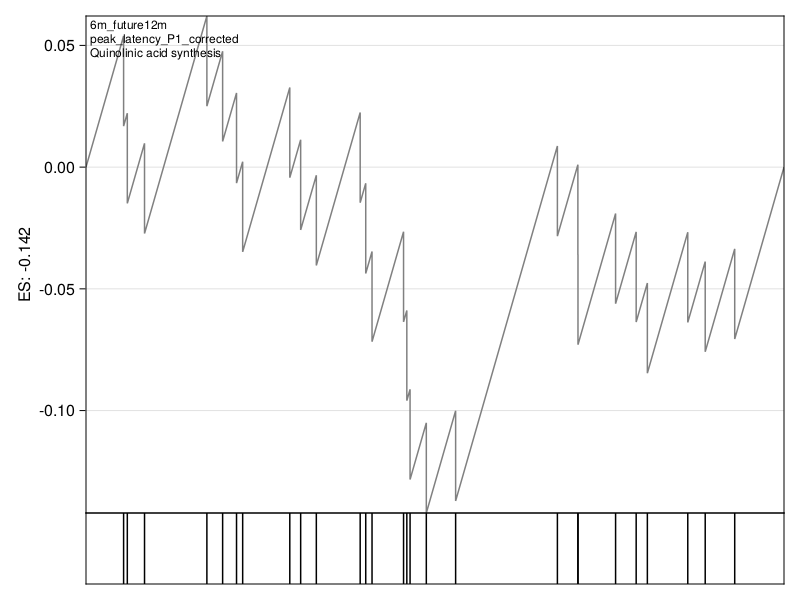 6m_future12m
peak_latency_P1_corrected
Quinolinic acid synthesis
0.05
0.00
-0.05
-0.10
ES: -0.142